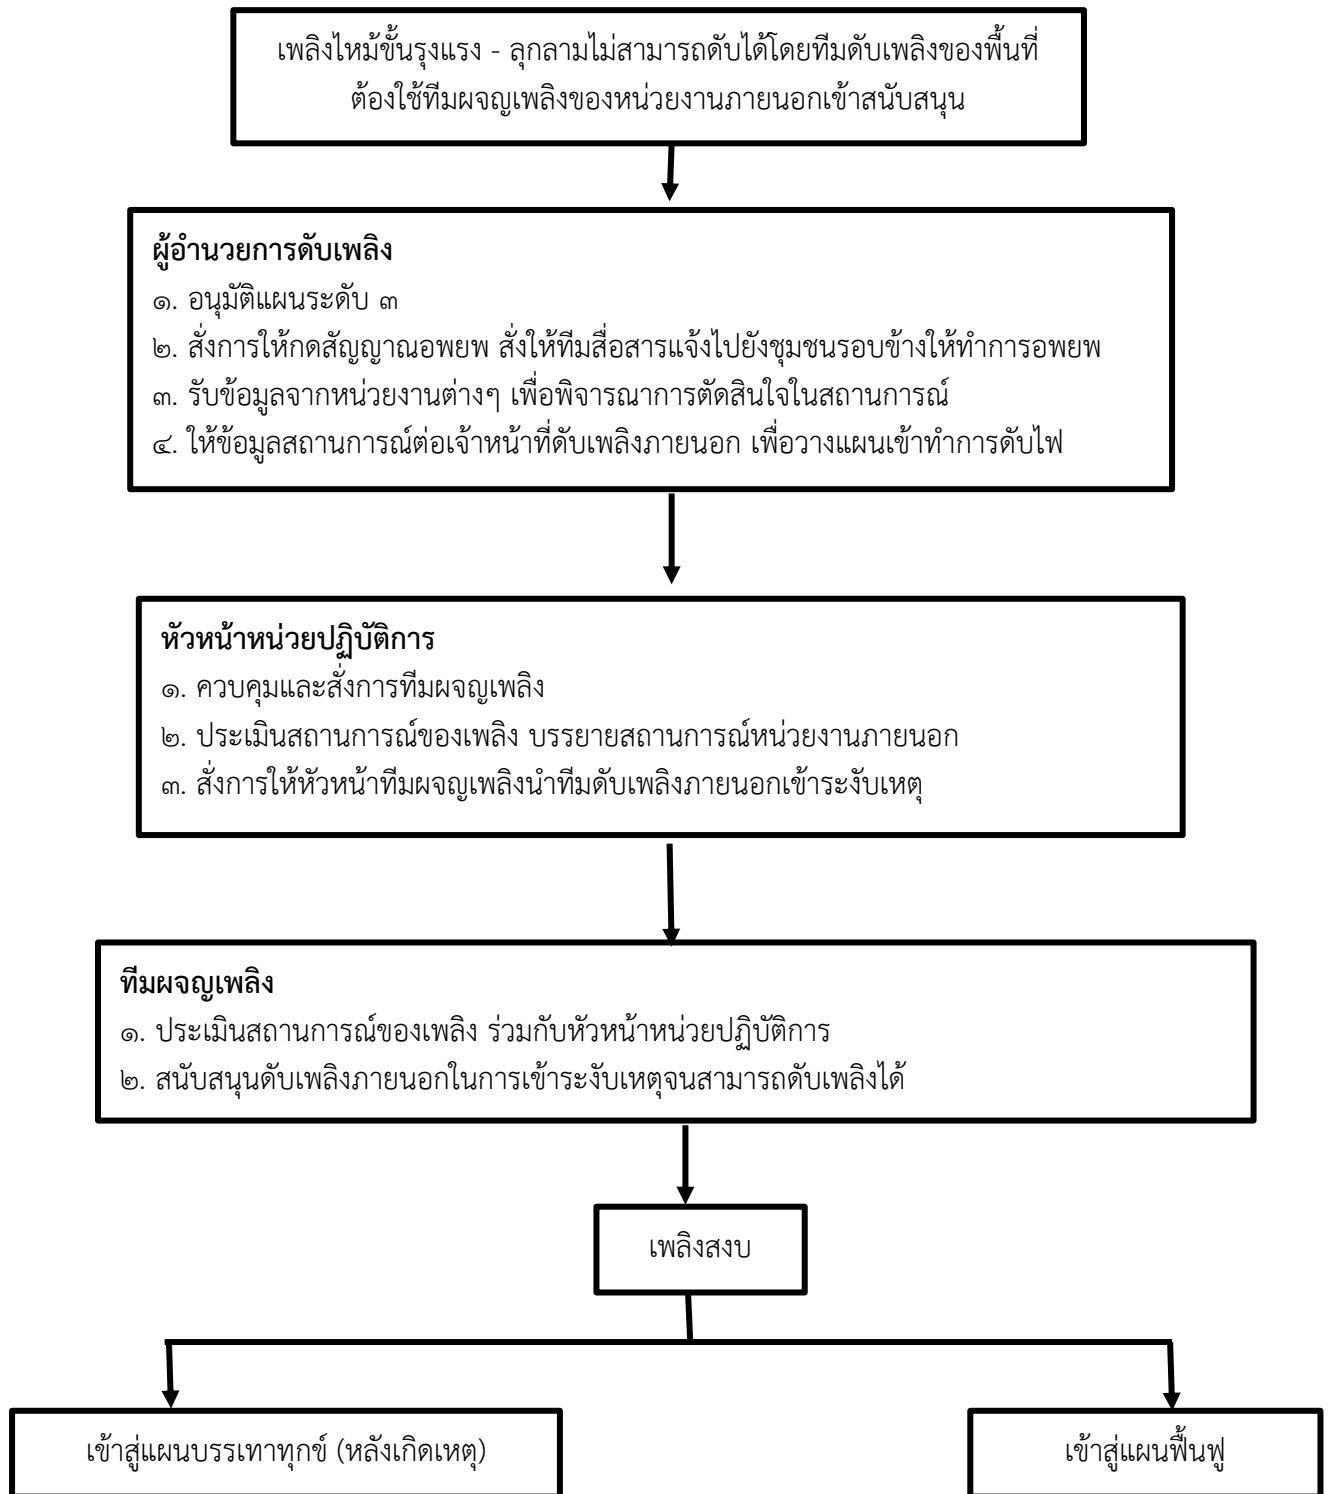 เพลิงไหม้ขั้นรุงแรง - ลุกลามไม่สามารถดับได้โดยทีมดับเพลิงของพื้นที่
ต้องใช้ทีมผจญเพลิงของหน่วยงานภายนอกเข้าสนับสนุน
ผู้อำนวยการดับเพลิง
๑. อนุมัติแผนระดับ ๓
๒. สั่งการให้กดสัญญาณอพยพ สั่งให้ทีมสื่อสารแจ้งไปยังชุมชนรอบข้างให้ทำการอพยพ
๓. รับข้อมูลจากหน่วยงานต่างๆ เพื่อพิจารณาการตัดสินใจในสถานการณ์
๔. ให้ข้อมูลสถานการณ์ต่อเจ้าหน้าที่ดับเพลิงภายนอก เพื่อวางแผนเข้าทำการดับไฟ
หัวหน้าหน่วยปฏิบัติการ
๑. ควบคุมและสั่งการทีมผจญเพลิง
๒. ประเมินสถานการณ์ของเพลิง บรรยายสถานการณ์หน่วยงานภายนอก
๓. สั่งการให้หัวหน้าทีมผจญเพลิงนำทีมดับเพลิงภายนอกเข้าระงับเหตุ
ทีมผจญเพลิง
๑. ประเมินสถานการณ์ของเพลิง ร่วมกับหัวหน้าหน่วยปฏิบัติการ
๒. สนับสนุนดับเพลิงภายนอกในการเข้าระงับเหตุจนสามารถดับเพลิงได้
เพลิงสงบ
เข้าสู่แผนบรรเทาทุกข์ (หลังเกิดเหตุ)
เข้าสู่แผนฟื้นฟู